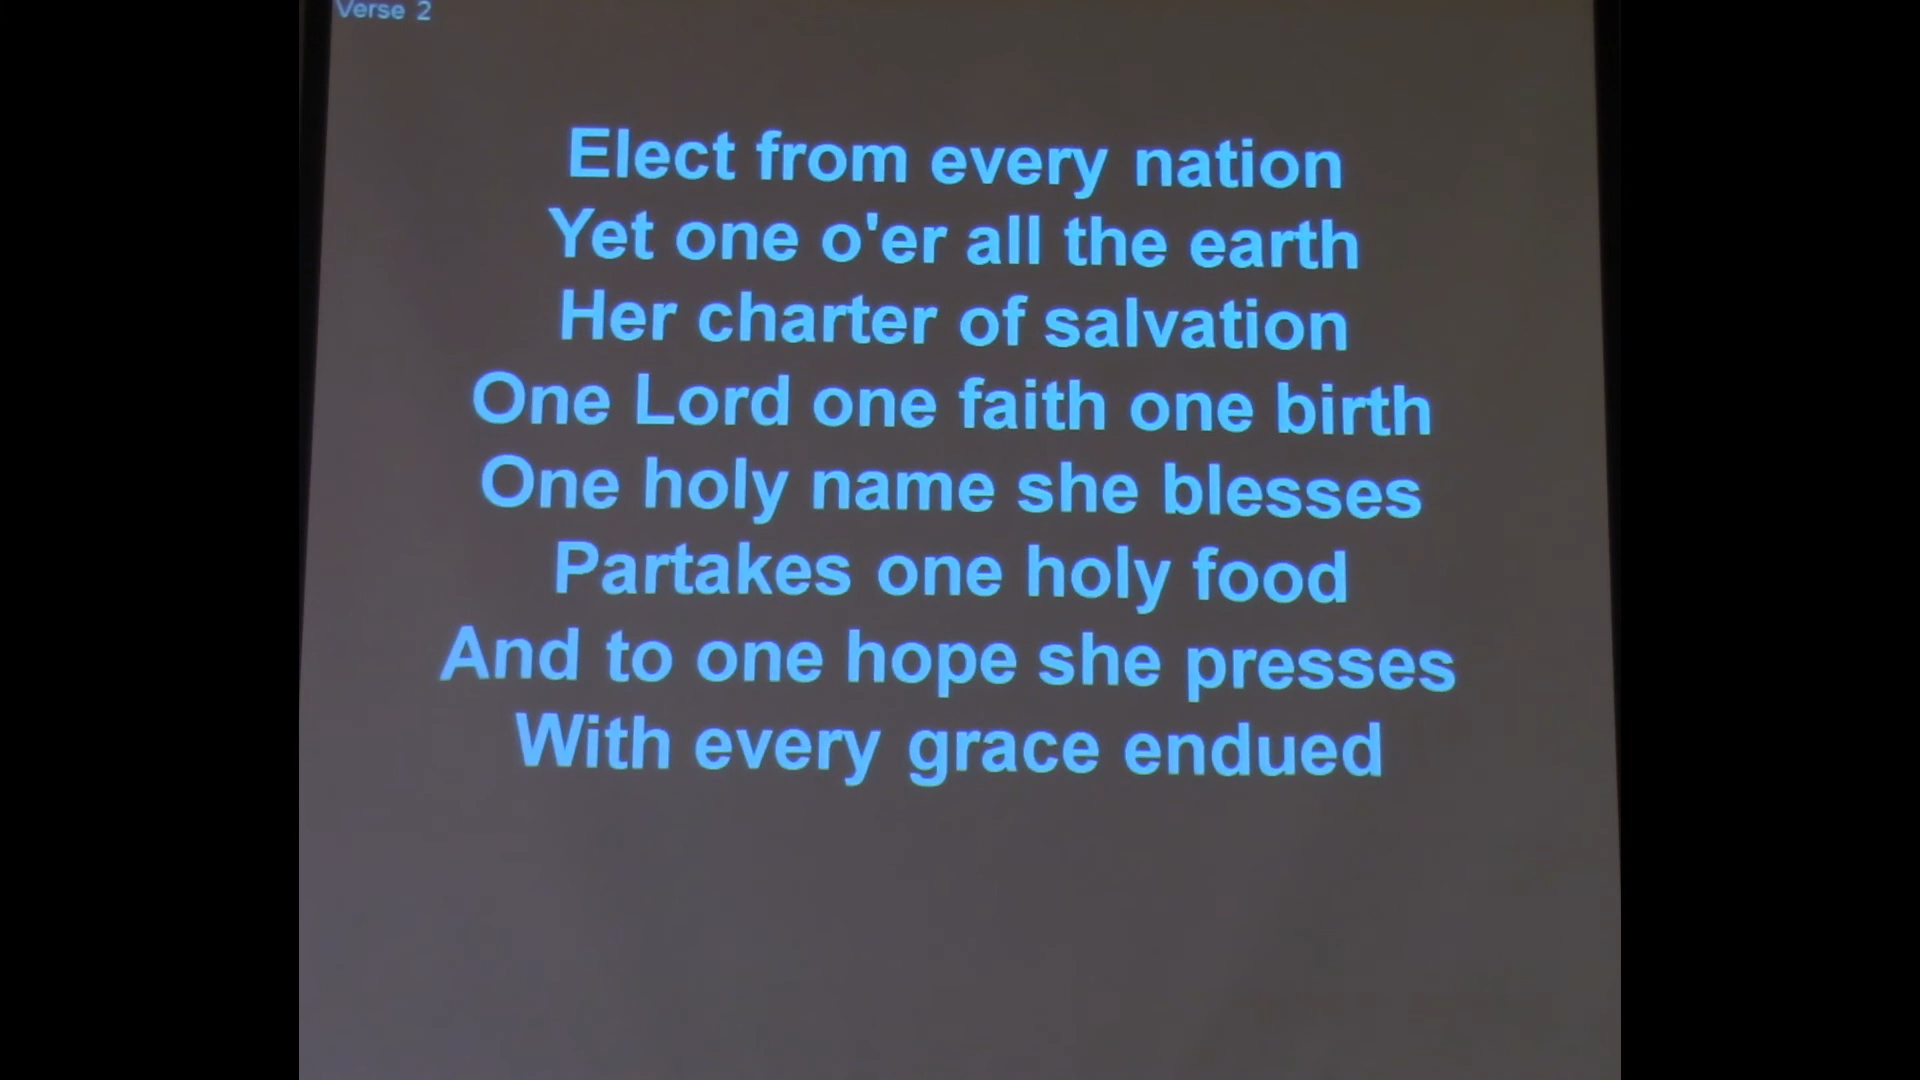 Verse 2
Elect from every nation
Yet one o'er all the earth
Her charter of salvation
One Lord one faith one birth
One holy name she blesses
Partakes one holy food
And to one hope she presses
With every grace endued